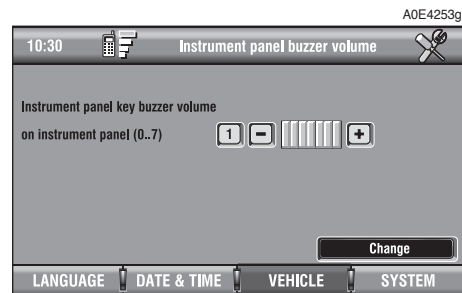 A0E4253g
10:30 Instrument panel buzzer volume
Instrument panel key buzzer volume
on instrument panel (0..7) 1 - +
Change
LANGUAGE DATE & TIME VEHICLE SYSTEM